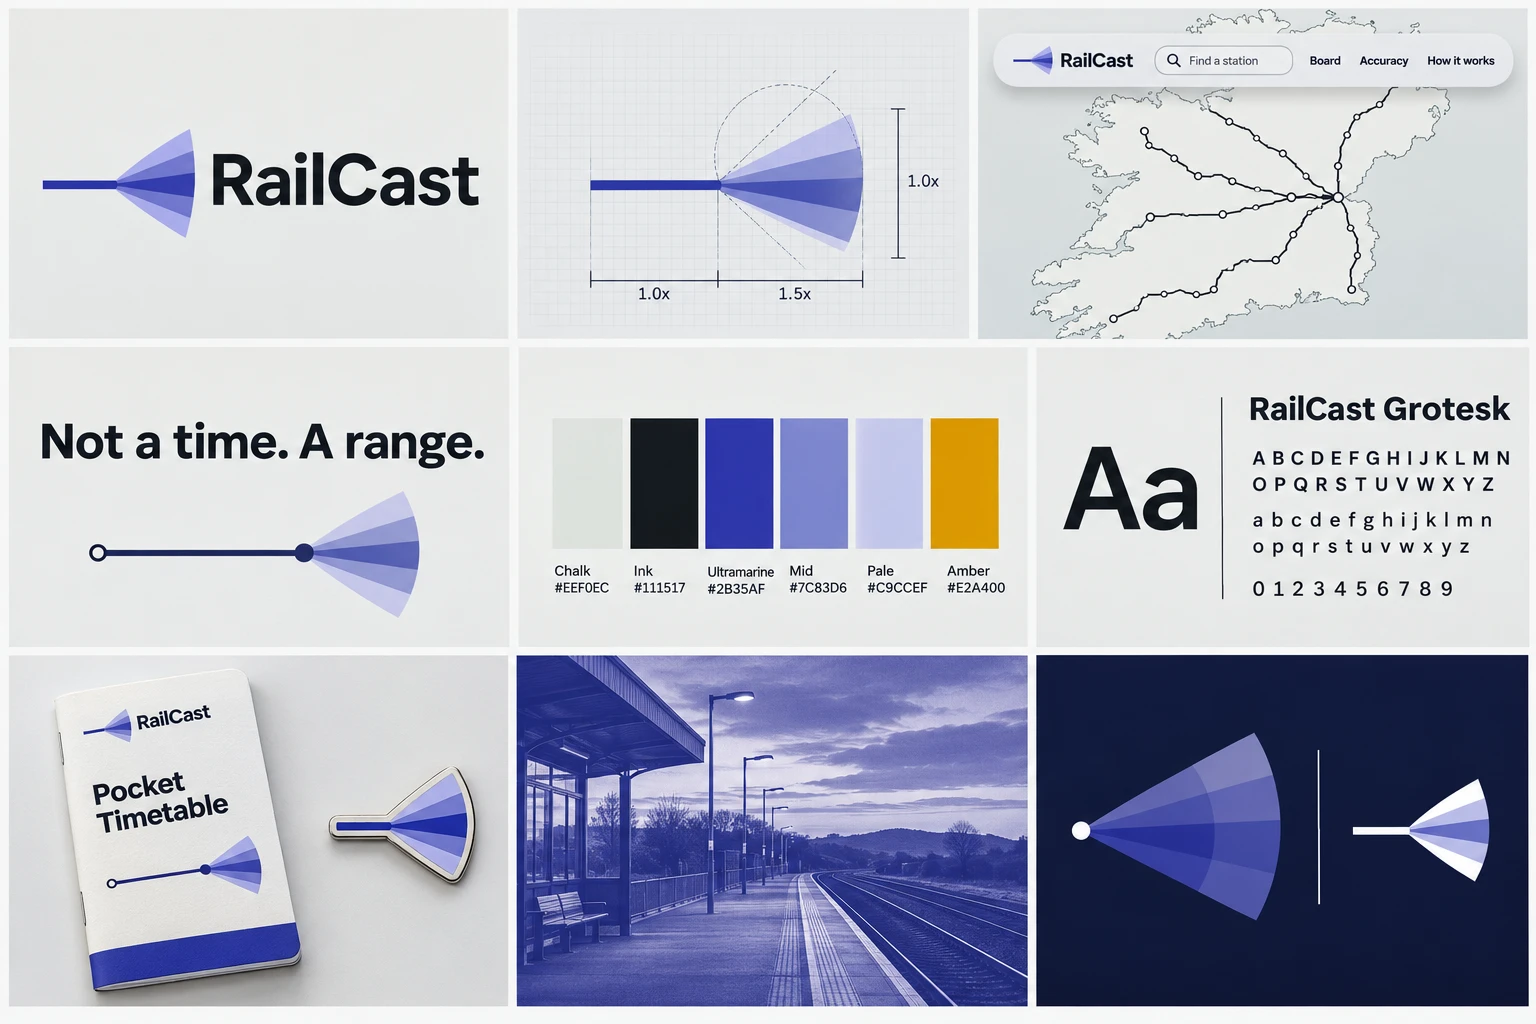 RailCast
1.0x
1.0x
1.5x
RailCast
Find a station
Board
Accuracy
How it works
Not a time. A range.
Chalk
#EEF0EC
Ink
#111517
Ultramarine
#2B35AF
Mid
#7C83D6
Pale
#C9CCEF
Amber
#E2A400
Aa
RailCast Grotesk
A B C D E F G H I J K L M N
O P Q R S T U V W X Y Z
a b c d e f g h i j k l m n
o p q r s t u v w x y z
0 1 2 3 4 5 6 7 8 9
RailCast
Pocket
Timetable